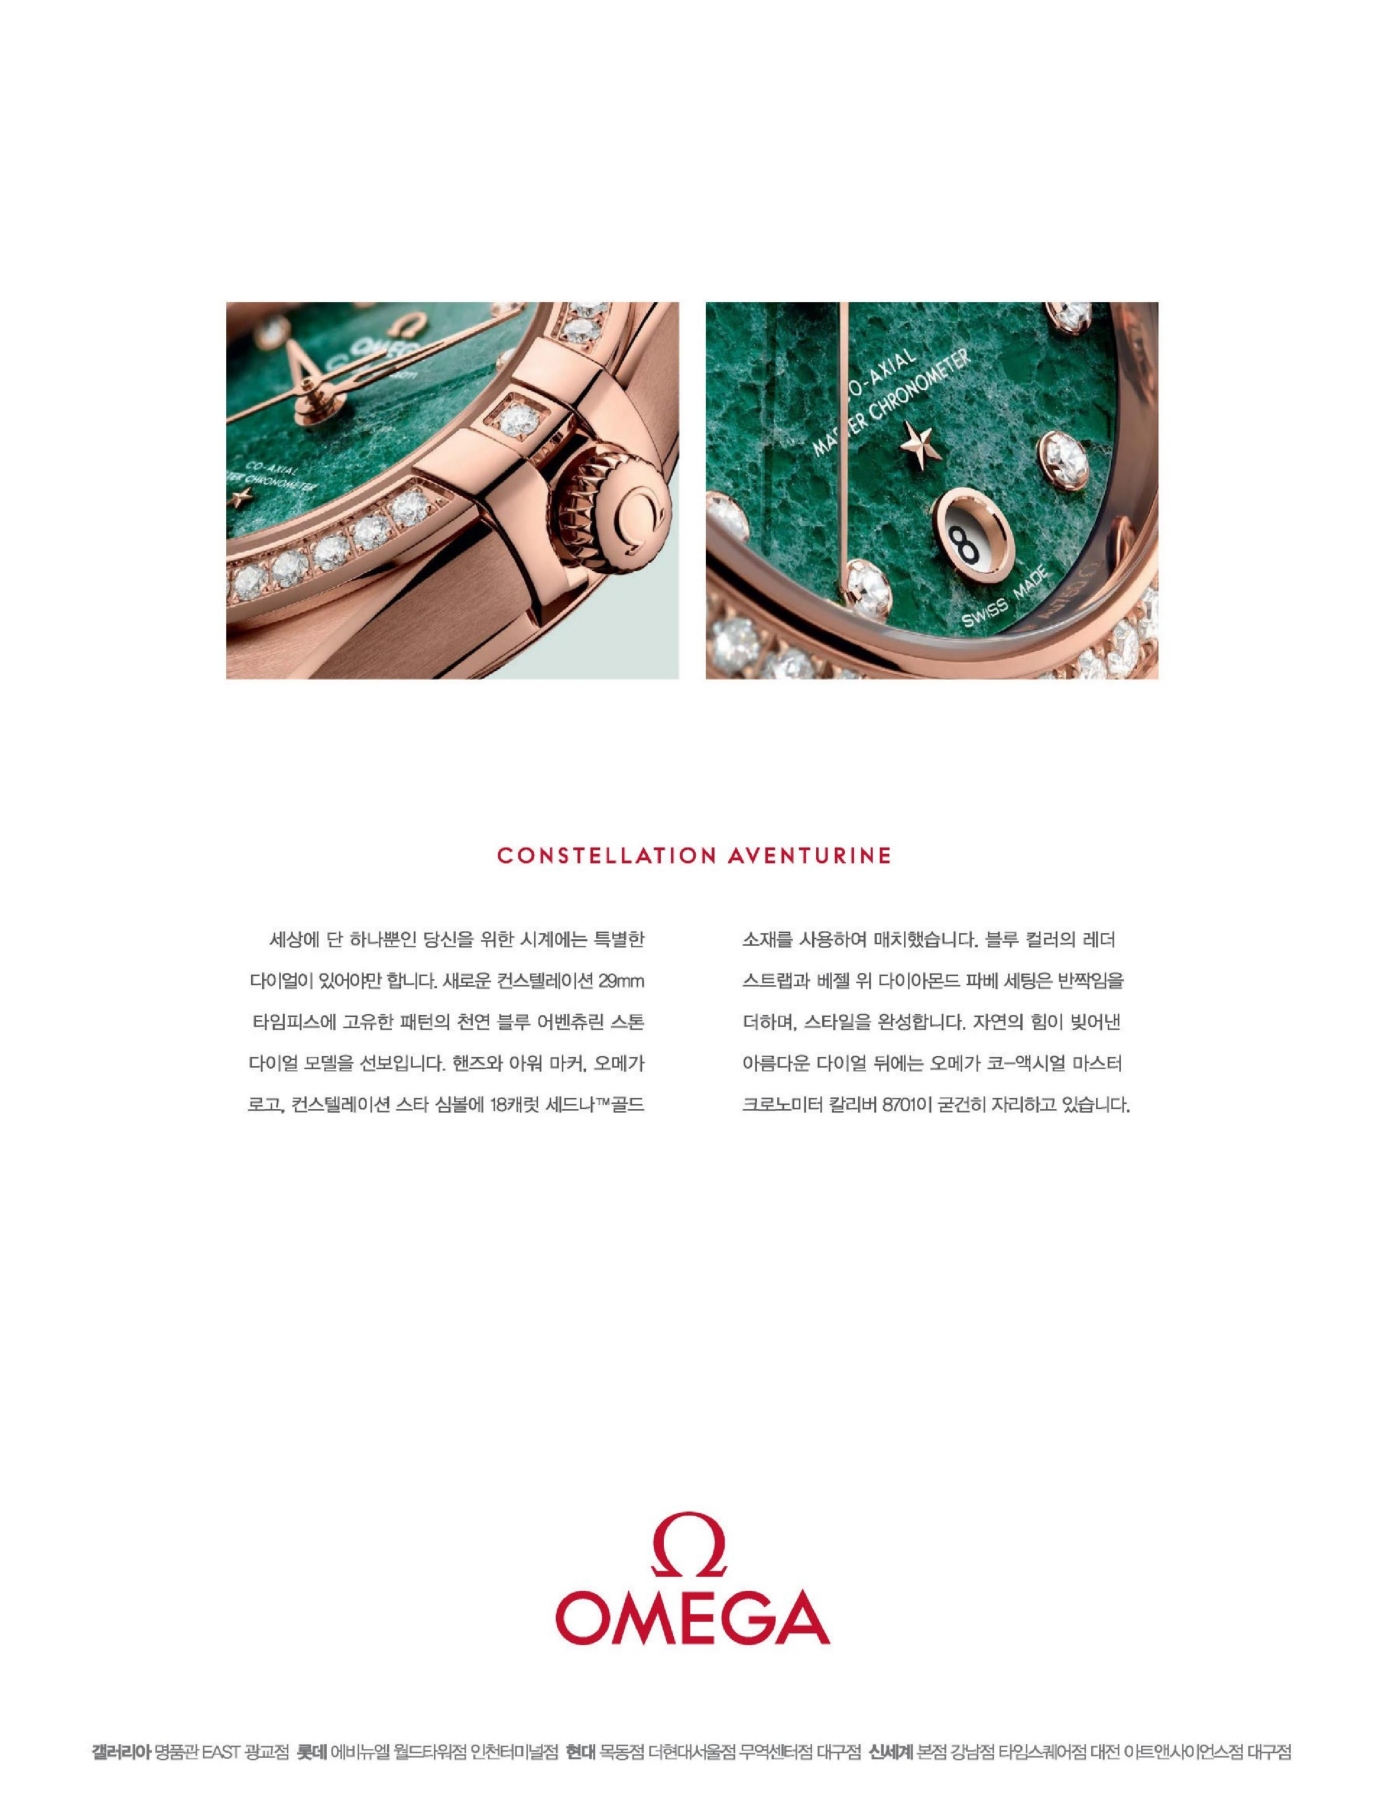 OMEGA
CO-AXIAL
CHRONOMETER
O-AXIAL
CHRONOMETER
8
SWISS MADE
CONSTELLATION AVENTURINE
세상에 단 하나뿐인 당신을 위한 시계에는 특별한
다이얼이 있어야만 합니다. 새로운 컨스텔레이션 29mm
타임피스에 고유한 패턴의 천연 블루 어벤츄린 스톤
다이얼 모델을 선보입니다. 핸즈와 아워 마커, 오메가
로고, 컨스텔레이션 스타 심볼에 18캐럿 세드나™골드
소재를 사용하여 매치했습니다. 블루 컬러의 레더
스트랩과 베젤 위 다이아몬드 파베 세팅은 반짝임을
더하며, 스타일을 완성합니다. 자연의 힘이 빚어낸
아름다운 다이얼 뒤에는 오메가 코–액시얼 마스터
크로노미터 칼리버 8701이 굳건히 자리하고 있습니다.
Ω
OMEGA
갤러리아 명품관 EAST 광교점 롯데 에비뉴엘 월드타워점 인천터미널점 현대 목동점 더현대서울점 무역센터점 대구점 신세계 본점 강남점 타임스퀘어점 대전 아트앤사이언스점 대구점